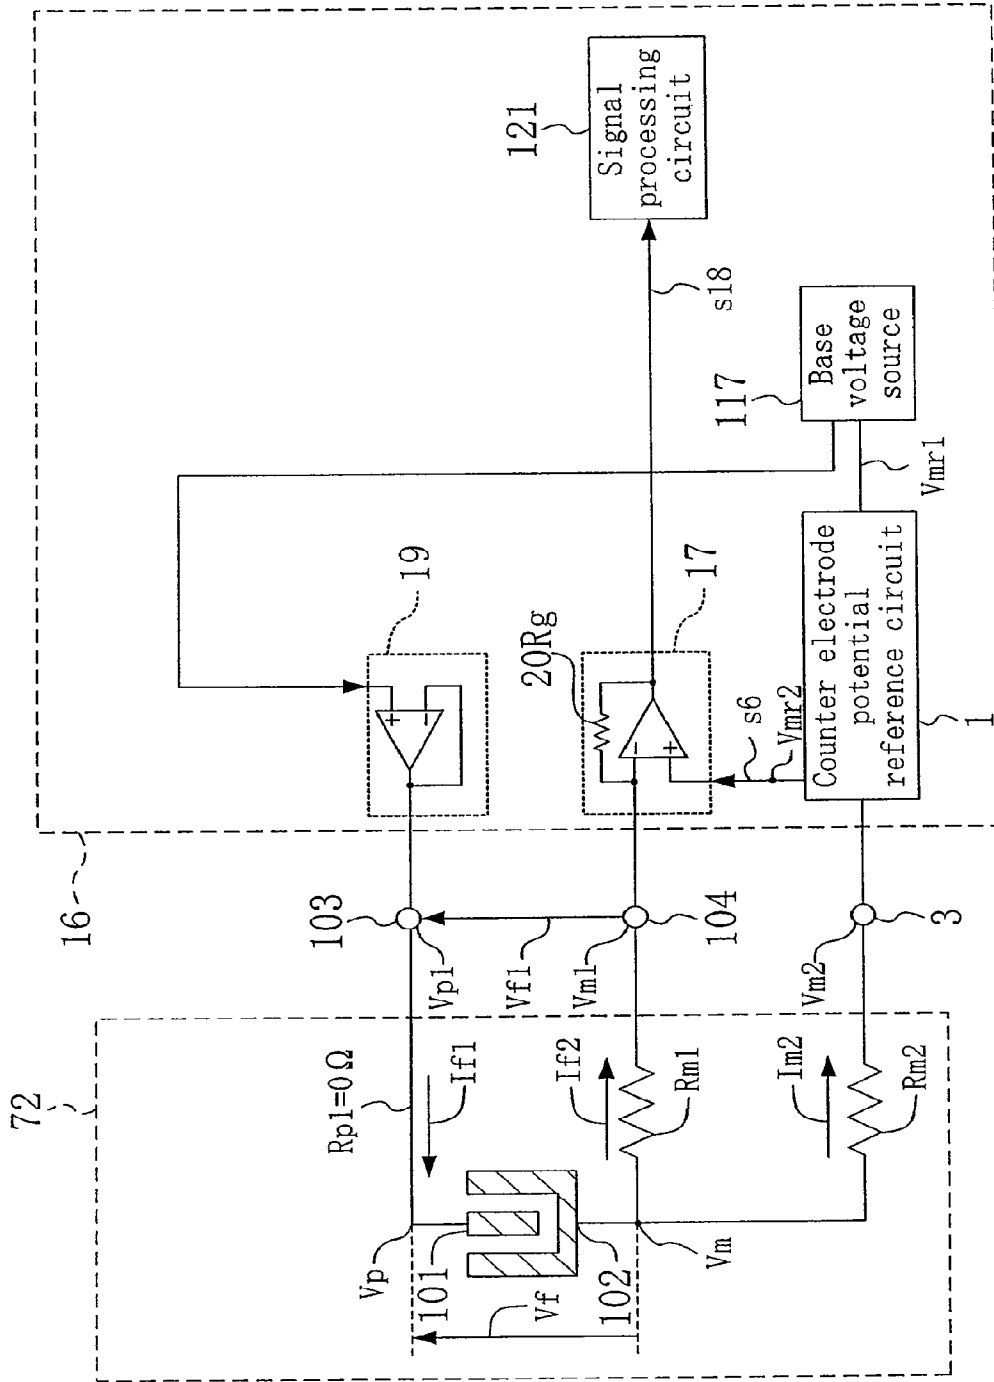 72
Vp
Rp1=0Ω
If1
101
Vf
102
Vm
If2
Rm1
Im2
Rm2
16
103
Vp1
Vf1
Vm1
104
Vm2
3
19
+
−
20Rg
17
−
+
s6
Vmr2
Counter electrode
potential
reference circuit
1
Vmr1
117
Base
voltage
source
s18
121
Signal
processing
circuit